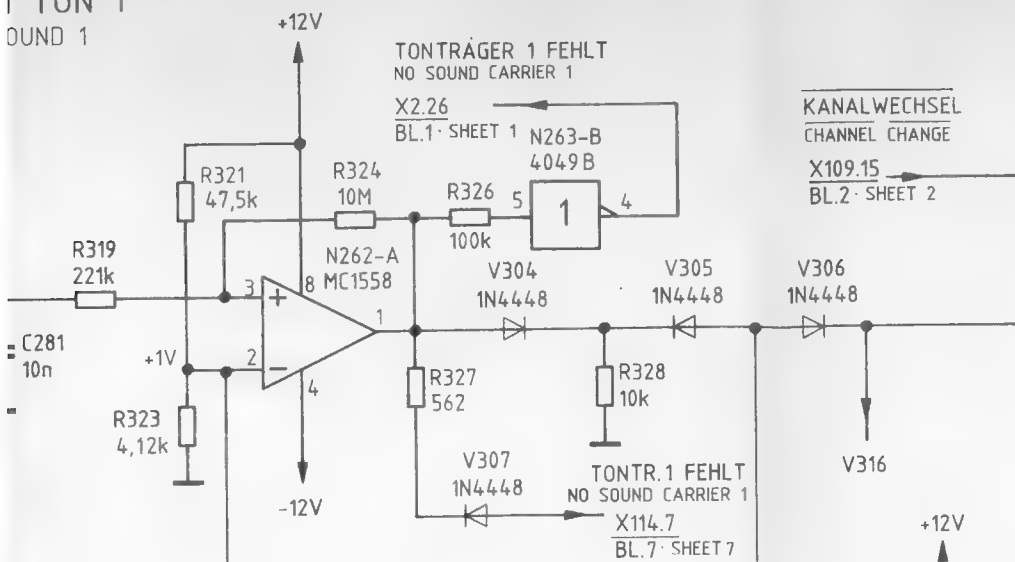 TON 1
OUND 1
+12V
TONTRÄGER 1 FEHLT
NO SOUND CARRIER 1
X2.26
BL.1· SHEET 1
N263-B
4049B
KANALWECHSEL
CHANNEL CHANGE
X109.15
BL.2· SHEET 2
R321
47,5k
R324
10M
R326
100k
5
1
4
R319
221k
N262-A
MC1558
3
+
8
1
V304
1N4448
V305
1N4448
V306
1N4448
C281
10n
+1V
2
-
4
R327
562
R328
10k
R323
4,12k
-12V
V307
1N4448
TONTR.1 FEHLT
NO SOUND CARRIER 1
X114.7
BL.7· SHEET 7
V316
+12V